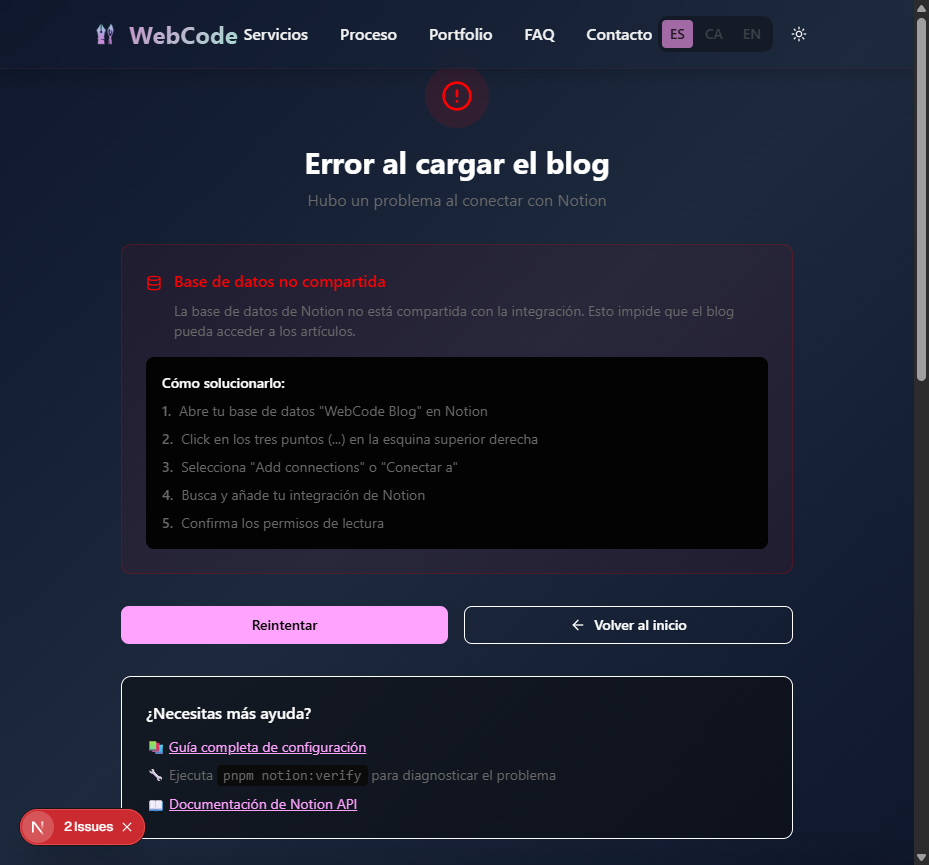 WebCode Servicios Proceso Portfolio FAQ Contacto ES CA EN
Error al cargar el blog
Hubo un problema al conectar con Notion
Base de datos no compartida
La base de datos de Notion no está compartida con la integración. Esto impide que el blog
pueda acceder a los artículos.
Cómo solucionarlo:
1. Abre tu base de datos "WebCode Blog" en Notion
2. Click en los tres puntos (...) en la esquina superior derecha
3. Selecciona "Add connections" o "Conectar a"
4. Busca y añade tu integración de Notion
5. Confirma los permisos de lectura
Reintentar
← Volver al inicio
¿Necesitas más ayuda?
📚 Guía completa de configuración
🔧 Ejecuta pnpm notion:verify para diagnosticar el problema
📖 Documentación de Notion API
N 2 Issues ×